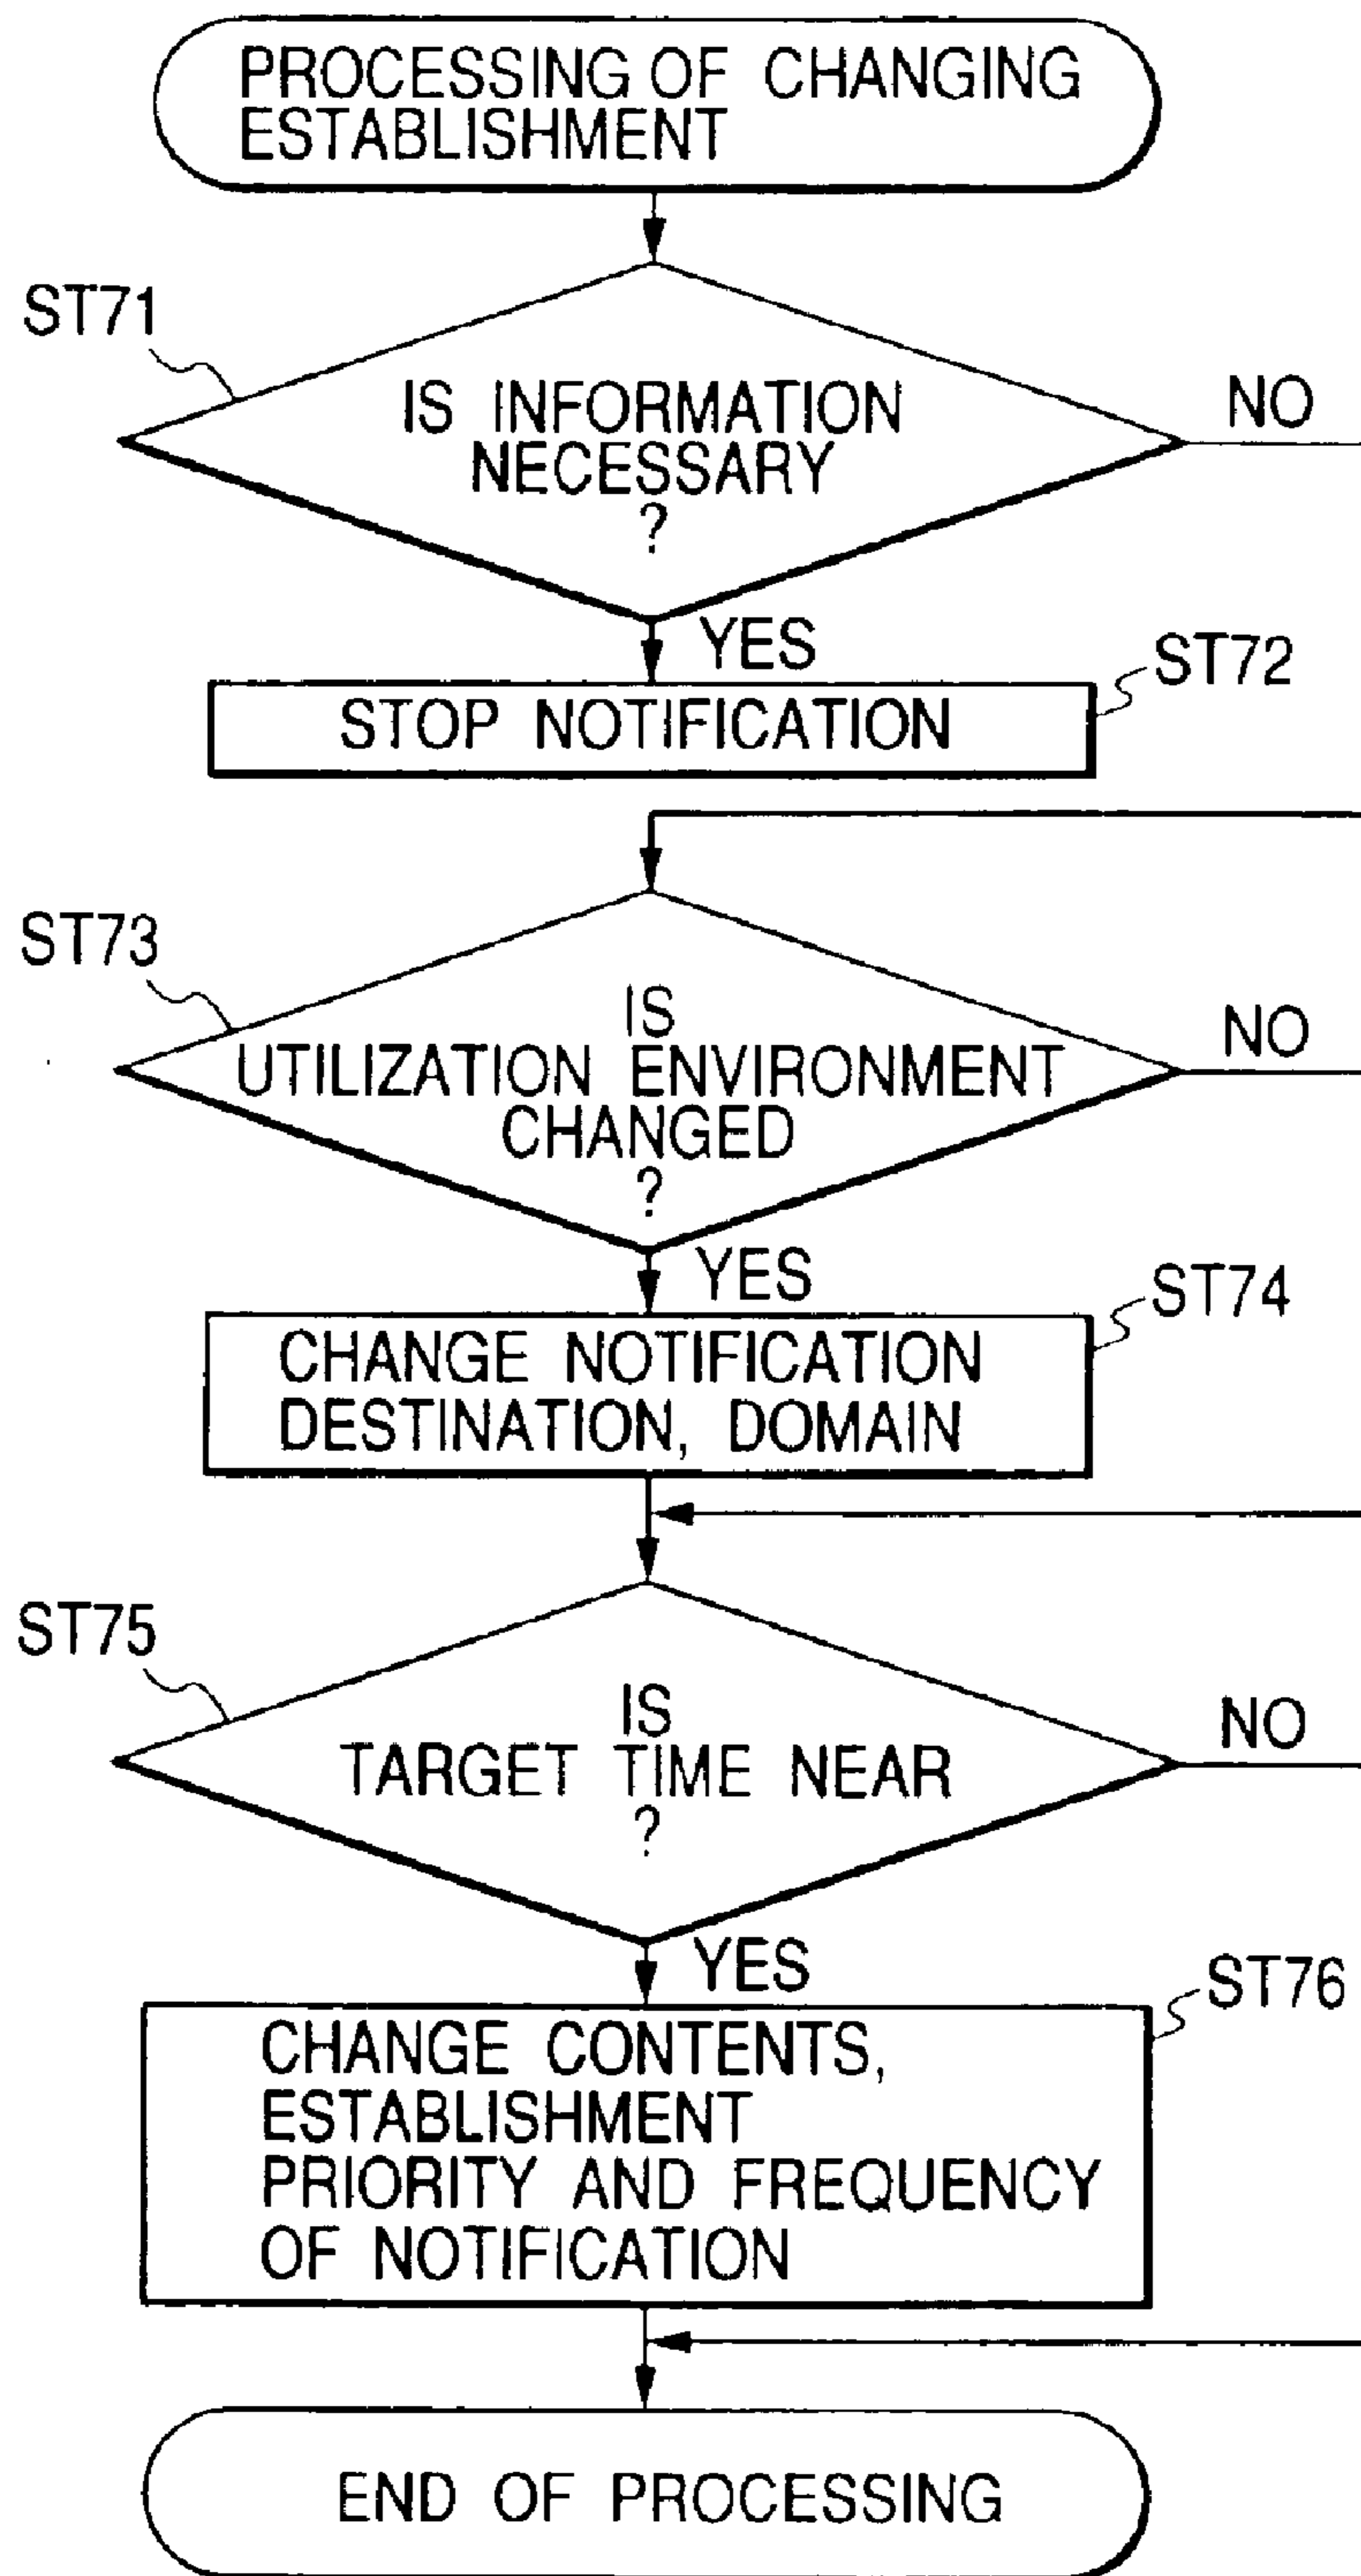 PROCESSING OF CHANGING
ESTABLISHMENT
ST71
IS INFORMATION
NECESSARY
?
NO
YES
ST72
STOP NOTIFICATION
ST73
IS
UTILIZATION ENVIRONMENT
CHANGED
?
NO
YES
ST74
CHANGE NOTIFICATION
DESTINATION, DOMAIN
ST75
IS
TARGET TIME NEAR
?
NO
YES
ST76
CHANGE CONTENTS,
ESTABLISHMENT
PRIORITY AND FREQUENCY
OF NOTIFICATION
END OF PROCESSING